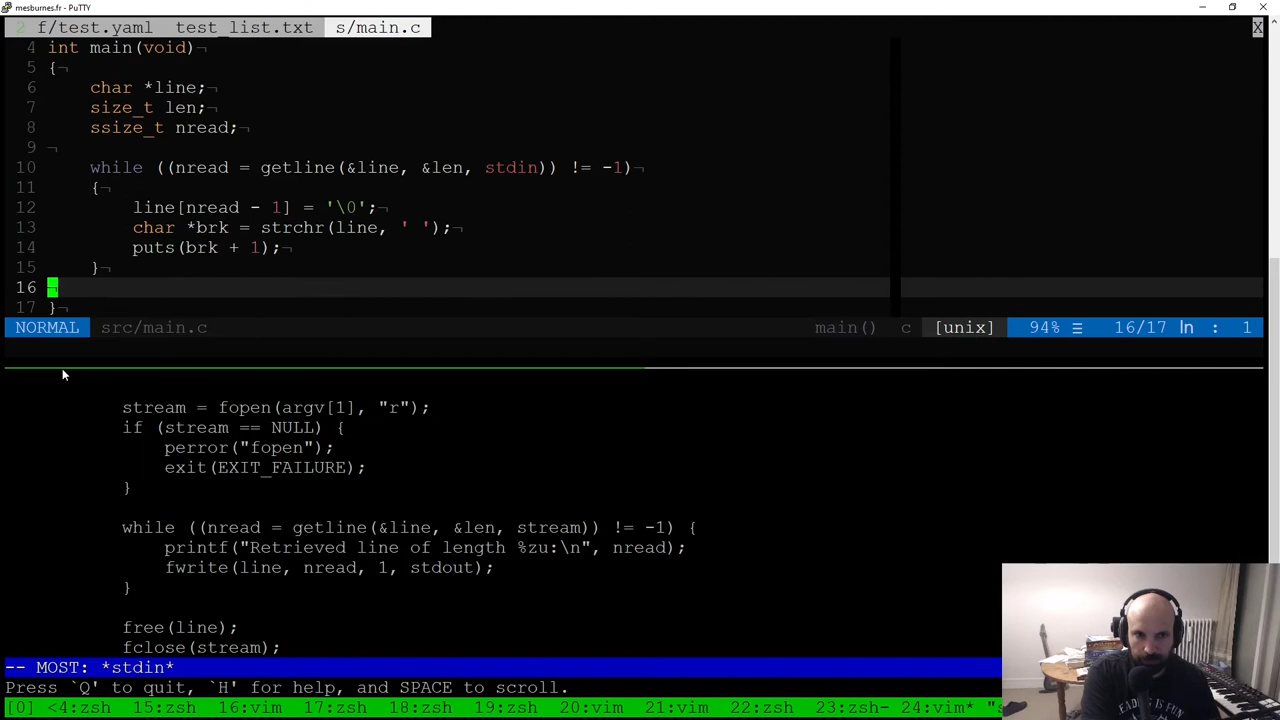 mesburnes.fr - PuTTY
2 f/test.yaml test_list.txt s/main.c X
4 int main(void)¬
5 {¬
6 char *line;¬
7 size_t len;¬
8 ssize_t nread;¬
9 ¬
10 while ((nread = getline(&line, &len, stdin)) != -1)¬
11 {¬
12 line[nread - 1] = '\0';¬
13 char *brk = strchr(line, ' ');¬
14 puts(brk + 1);¬
15 }¬
16 ¬
17 }¬
NORMAL src/main.c main() c [unix] 94% ☰ 16/17 ln : 1
stream = fopen(argv[1], "r");
if (stream == NULL) {
perror("fopen");
exit(EXIT_FAILURE);
}
while ((nread = getline(&line, &len, stream)) != -1) {
printf("Retrieved line of length %zu:\n", nread);
fwrite(line, nread, 1, stdout);
}
free(line);
fclose(stream);
-- MOST: *stdin*
Press `Q' to quit, `H' for help, and SPACE to scroll.
[0] <4:zsh 15:zsh 16:vim 17:zsh 18:zsh 19:zsh 20:vim 21:vim 22:zsh 23:zsh- 24:vim* "s